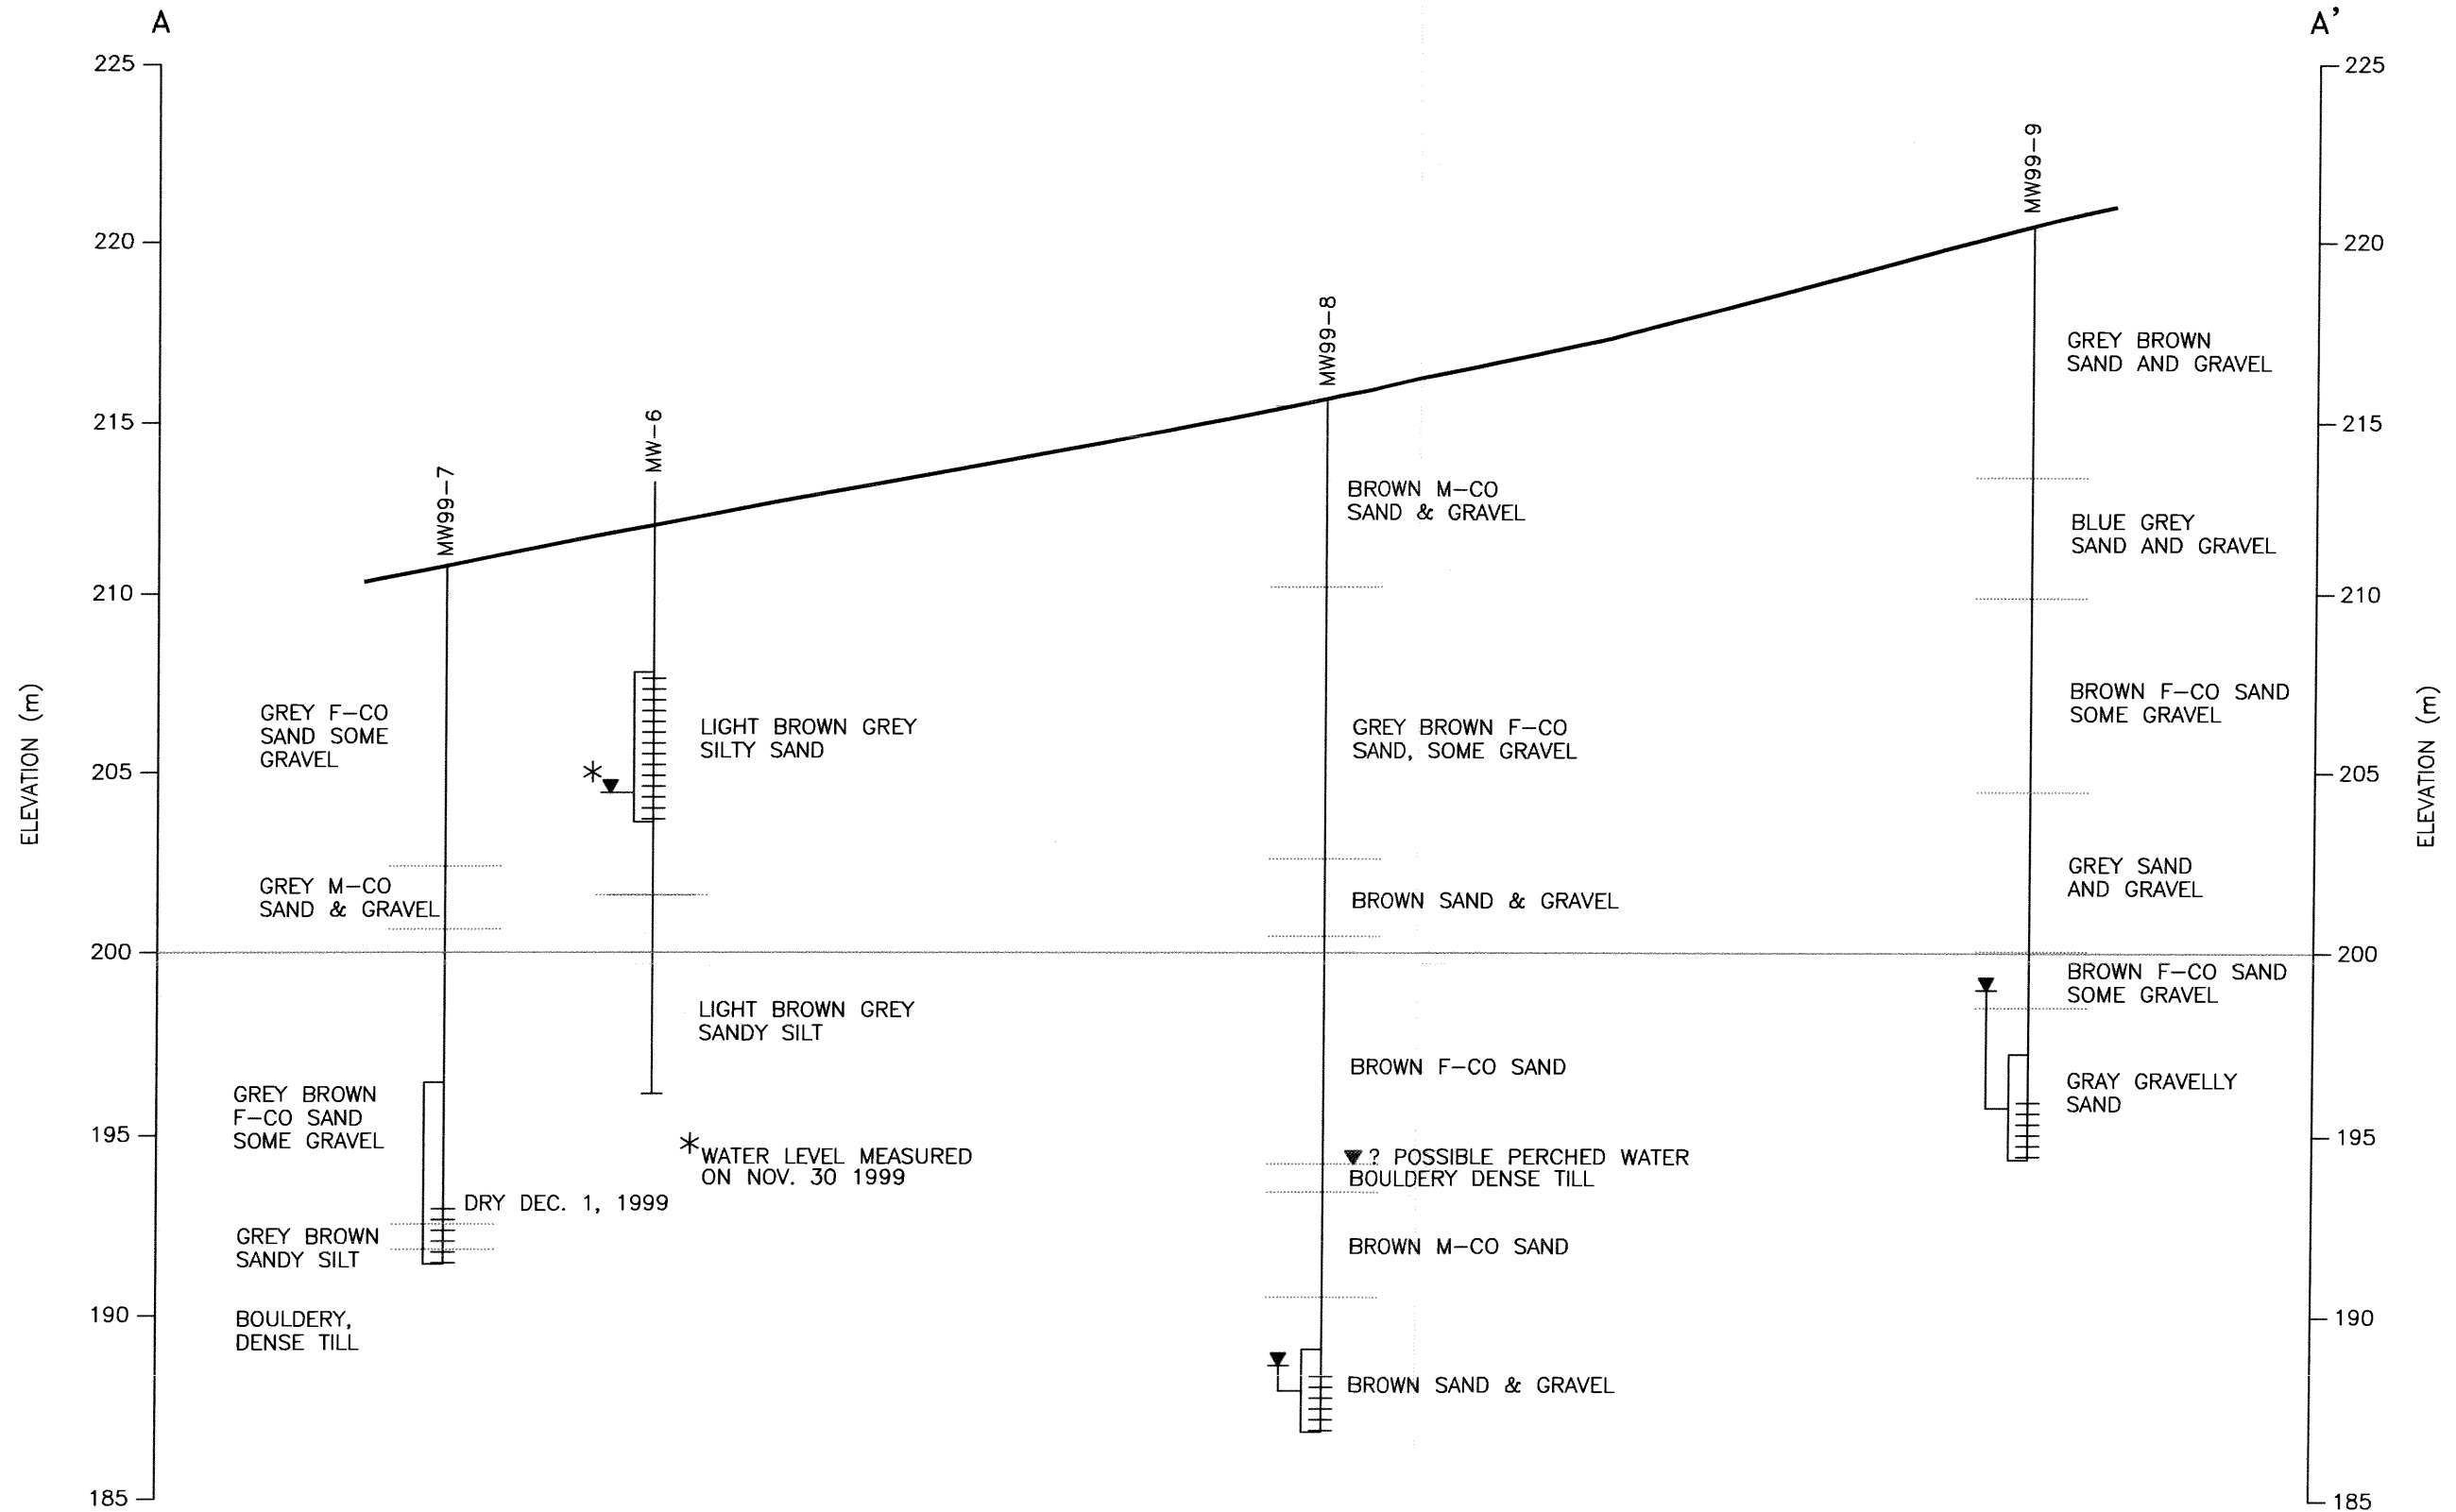 A
A'
225
220
215
210
205
200
195
190
185
ELEVATION (m)
MW99-7
GREY F-CO
SAND SOME
GRAVEL
GREY M-CO
SAND & GRAVEL
GREY BROWN
F-CO SAND
SOME GRAVEL
DRY DEC. 1, 1999
GREY BROWN
SANDY SILT
BOULDERY,
DENSE TILL
MW-6
LIGHT BROWN GREY
SILTY SAND
*
LIGHT BROWN GREY
SANDY SILT
* WATER LEVEL MEASURED
ON NOV. 30 1999
MW99-8
BROWN M-CO
SAND & GRAVEL
GREY BROWN F-CO
SAND, SOME GRAVEL
BROWN SAND & GRAVEL
BROWN F-CO SAND
? POSSIBLE PERCHED WATER
BOULDERY DENSE TILL
BROWN M-CO SAND
BROWN SAND & GRAVEL
MW99-9
GREY BROWN
SAND AND GRAVEL
BLUE GREY
SAND AND GRAVEL
BROWN F-CO SAND
SOME GRAVEL
GREY SAND
AND GRAVEL
BROWN F-CO SAND
SOME GRAVEL
GRAY GRAVELLY
SAND
225
220
215
210
205
200
195
190
185
ELEVATION (m)